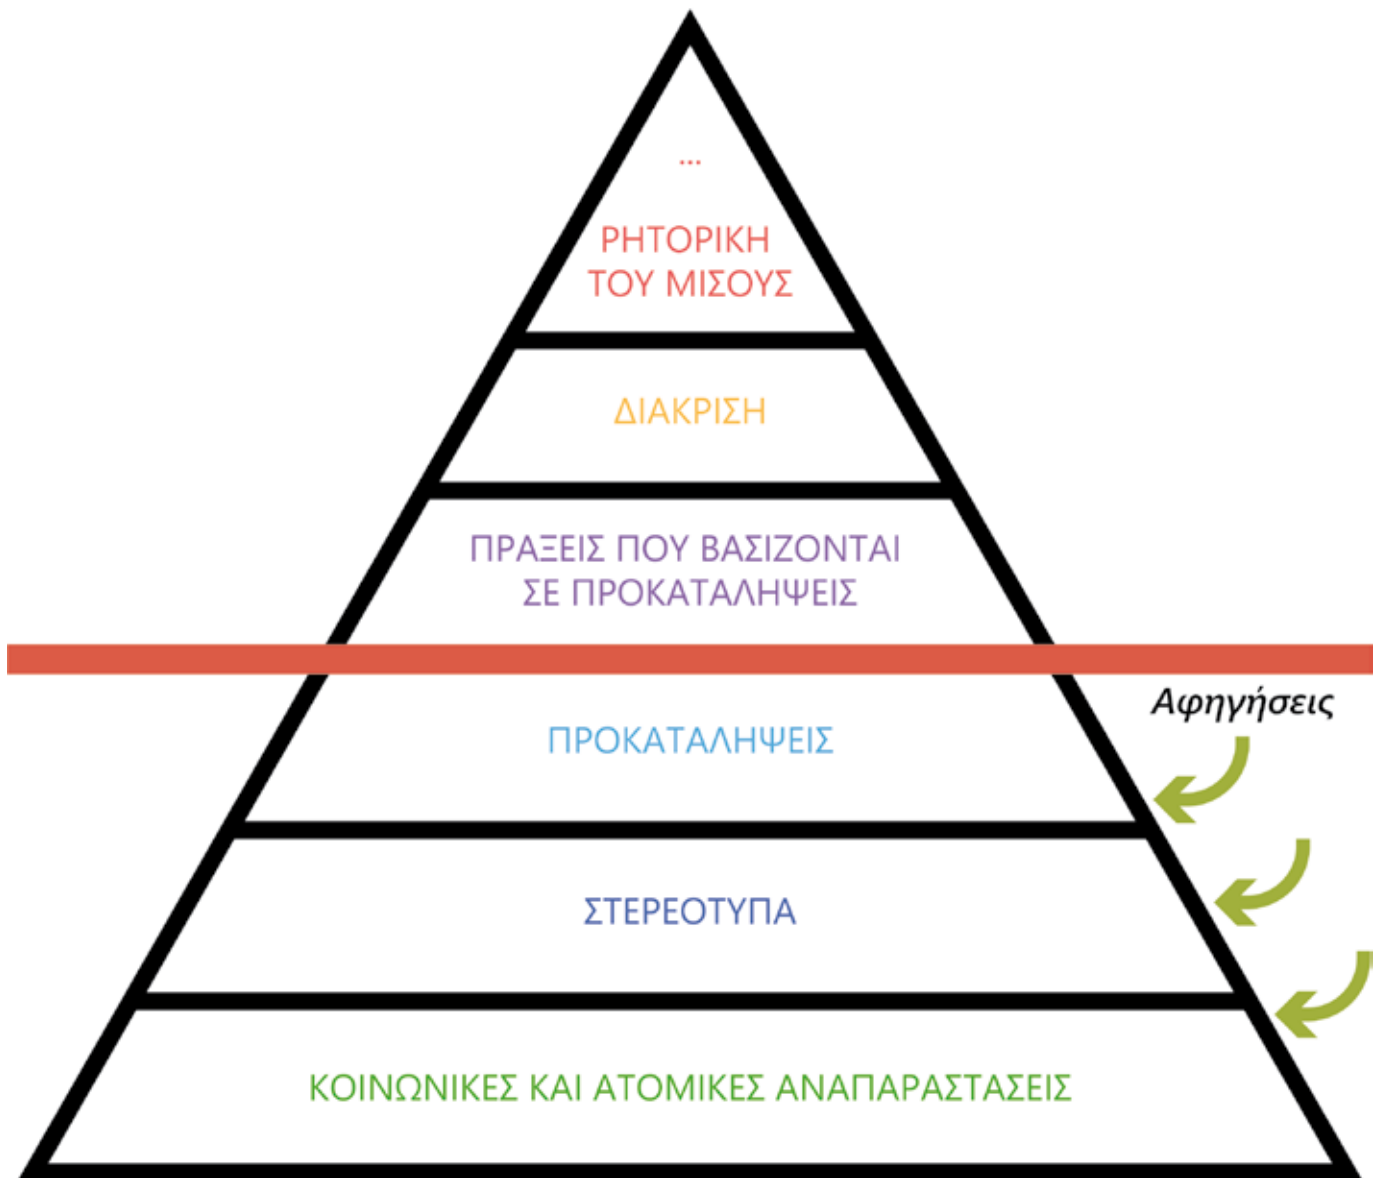 ...
ΡΗΤΟΡΙΚΗ
ΤΟΥ ΜΙΣΟΥΣ
ΔΙΑΚΡΙΣΗ
ΠΡΑΞΕΙΣ ΠΟΥ ΒΑΣΙΖΟΝΤΑΙ
ΣΕ ΠΡΟΚΑΤΑΛΗΨΕΙΣ
Αφηγήσεις
ΠΡΟΚΑΤΑΛΗΨΕΙΣ
ΣΤΕΡΕΟΤΥΠΑ
ΚΟΙΝΩΝΙΚΕΣ ΚΑΙ ΑΤΟΜΙΚΕΣ ΑΝΑΠΑΡΑΣΤΑΣΕΙΣ